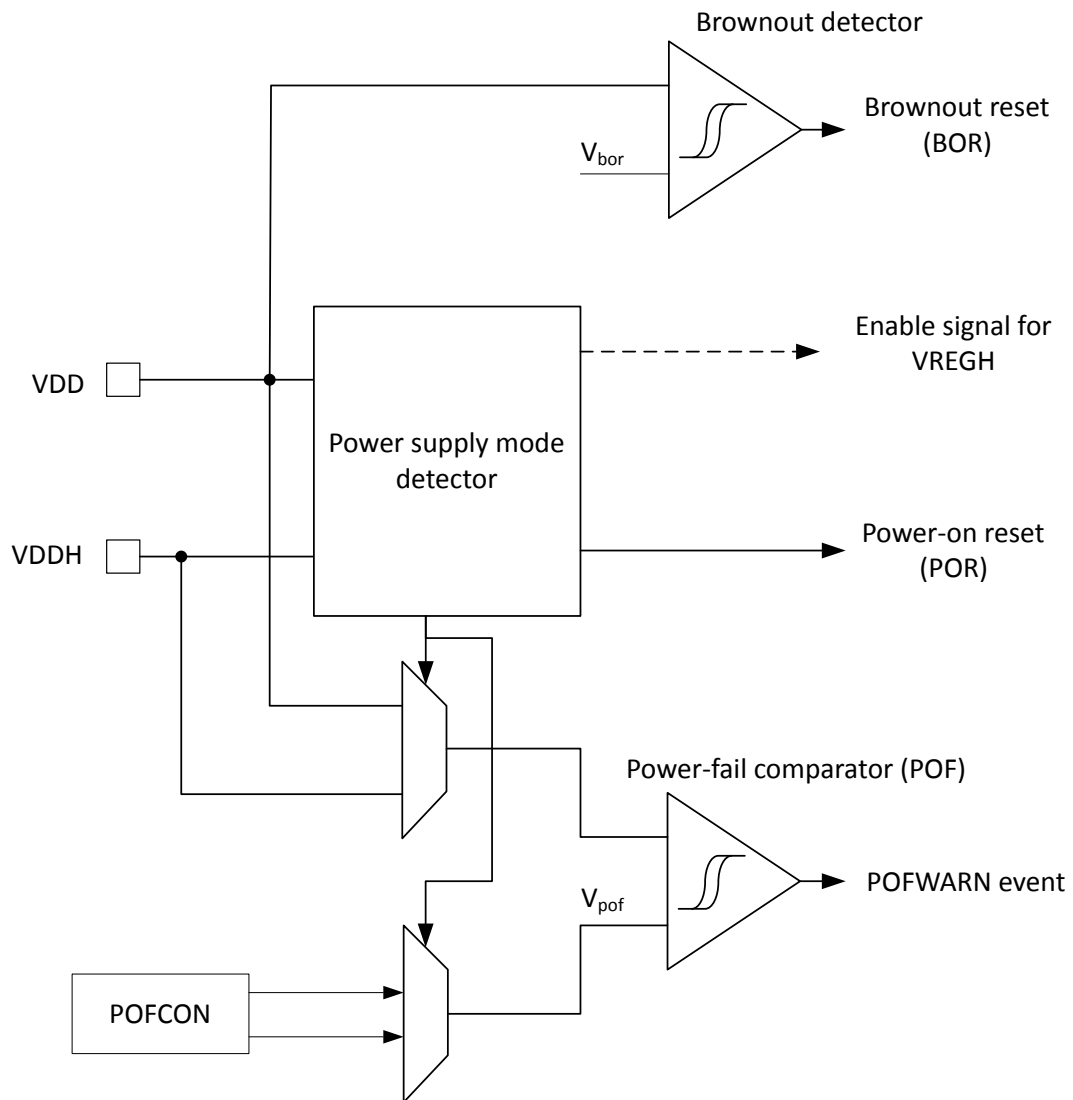 Brownout detector
Brownout reset
(BOR)
Vbor
Enable signal for
VREGH
VDD
Power supply mode
detector
VDDH
Power-on reset
(POR)
Power-fail comparator (POF)
POFWARN event
Vpof
POFCON